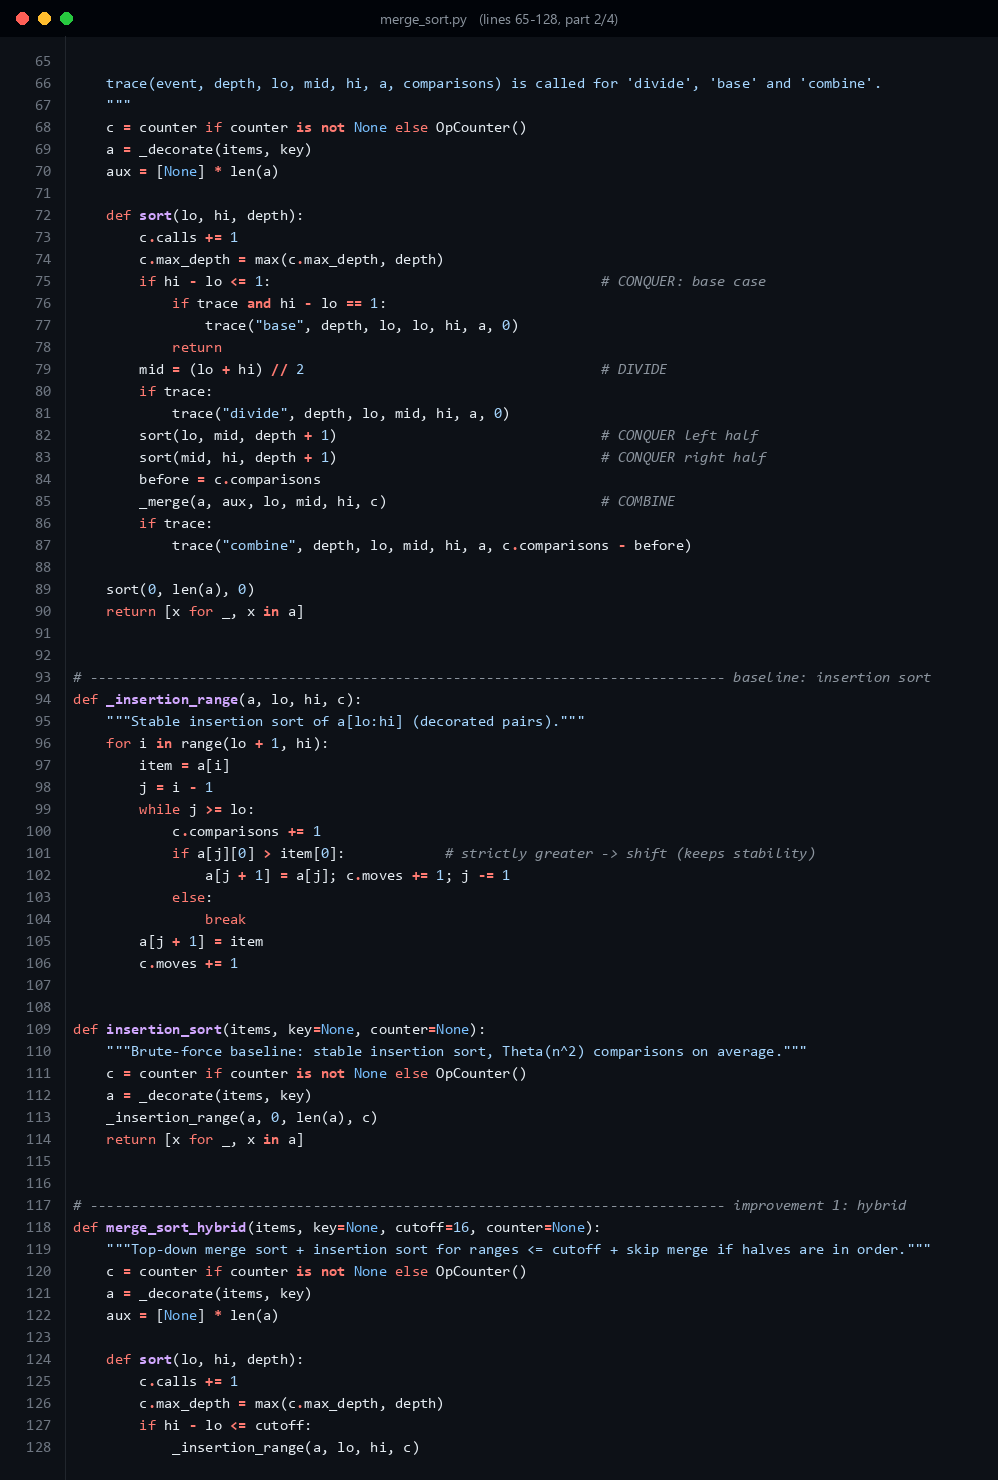 merge_sort.py (lines 65-128, part 2/4)
65
66     trace(event, depth, lo, mid, hi, a, comparisons) is called for 'divide', 'base' and 'combine'.
67     """
68     c = counter if counter is not None else OpCounter()
69     a = _decorate(items, key)
70     aux = [None] * len(a)
71
72     def sort(lo, hi, depth):
73         c.calls += 1
74         c.max_depth = max(c.max_depth, depth)
75         if hi - lo <= 1:                                        # CONQUER: base case
76             if trace and hi - lo == 1:
77                 trace("base", depth, lo, lo, hi, a, 0)
78             return
79         mid = (lo + hi) // 2                                    # DIVIDE
80         if trace:
81             trace("divide", depth, lo, mid, hi, a, 0)
82         sort(lo, mid, depth + 1)                                # CONQUER left half
83         sort(mid, hi, depth + 1)                                # CONQUER right half
84         before = c.comparisons
85         _merge(a, aux, lo, mid, hi, c)                          # COMBINE
86         if trace:
87             trace("combine", depth, lo, mid, hi, a, c.comparisons - before)
88
89     sort(0, len(a), 0)
90     return [x for _, x in a]
91
92
93 # ----------------------------------------------------------------------------- baseline: insertion sort
94 def _insertion_range(a, lo, hi, c):
95     """Stable insertion sort of a[lo:hi] (decorated pairs)."""
96     for i in range(lo + 1, hi):
97         item = a[i]
98         j = i - 1
99         while j >= lo:
100             c.comparisons += 1
101             if a[j][0] > item[0]:            # strictly greater -> shift (keeps stability)
102                 a[j + 1] = a[j]; c.moves += 1; j -= 1
103             else:
104                 break
105         a[j + 1] = item
106         c.moves += 1
107
108
109 def insertion_sort(items, key=None, counter=None):
110     """Brute-force baseline: stable insertion sort, Theta(n^2) comparisons on average."""
111     c = counter if counter is not None else OpCounter()
112     a = _decorate(items, key)
113     _insertion_range(a, 0, len(a), c)
114     return [x for _, x in a]
115
116
117 # ----------------------------------------------------------------------------- improvement 1: hybrid
118 def merge_sort_hybrid(items, key=None, cutoff=16, counter=None):
119     """Top-down merge sort + insertion sort for ranges <= cutoff + skip merge if halves are in order."""
120     c = counter if counter is not None else OpCounter()
121     a = _decorate(items, key)
122     aux = [None] * len(a)
123
124     def sort(lo, hi, depth):
125         c.calls += 1
126         c.max_depth = max(c.max_depth, depth)
127         if hi - lo <= cutoff:
128             _insertion_range(a, lo, hi, c)